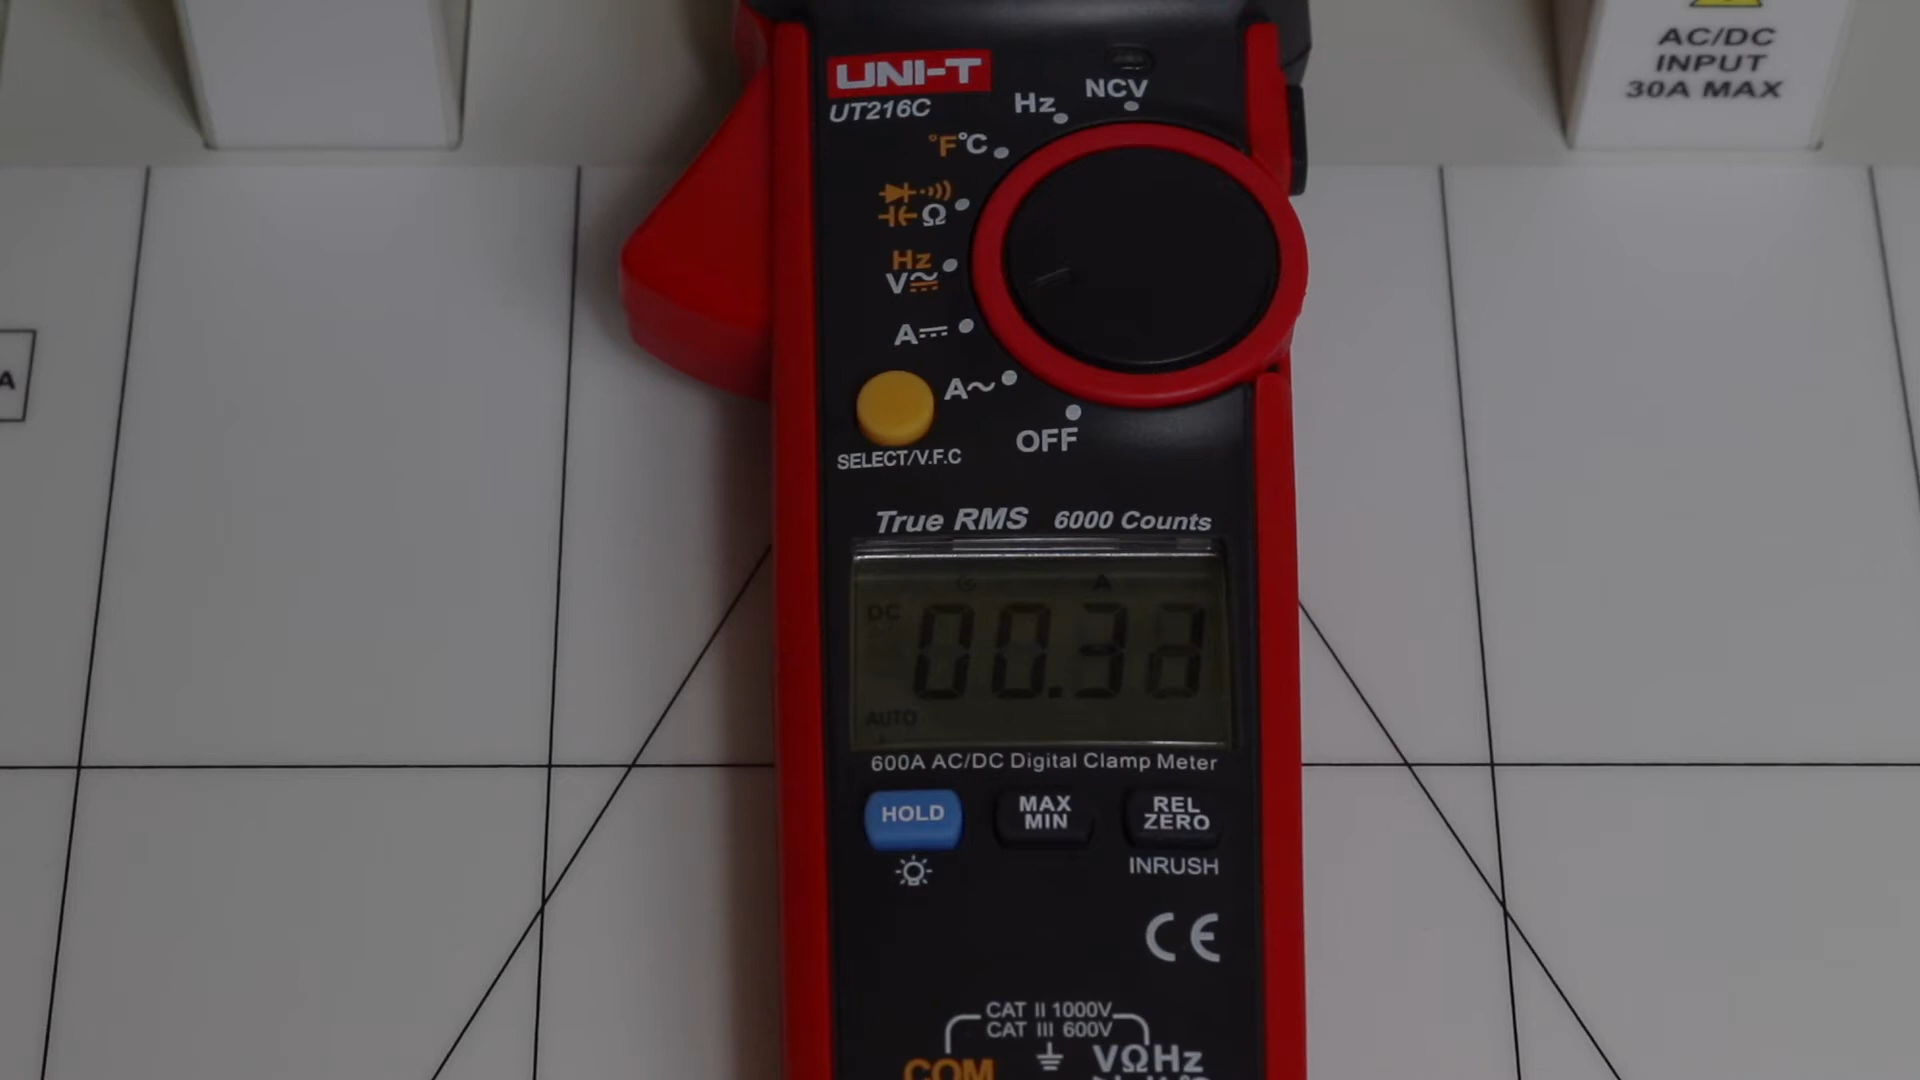 AC/DC
INPUT
30A MAX
UNI-T
UT216C
NCV
Hz
°F°C
Ω
Hz
V
A
A~
OFF
SELECT/V.F.C
True RMS 6000 Counts
A
DC
00.3
AUTO
600A AC/DC Digital Clamp Meter
HOLD
MAX
MIN
REL
ZERO
INRUSH
CE
CAT II 1000V
CAT III 600V
COM
VΩHz
A